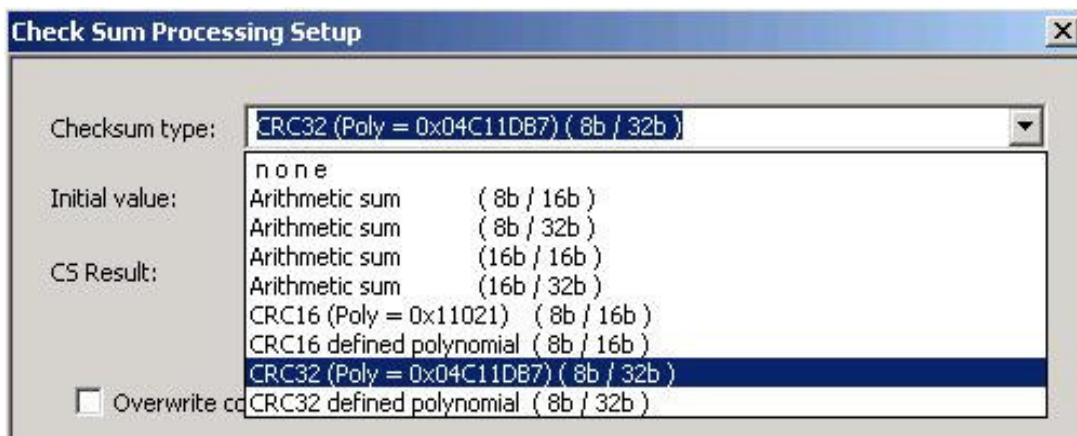 Check Sum Processing Setup
Checksum type: CRC32 (Poly = 0x04C11DB7) ( 8b / 32b )
n o n e
Initial value: Arithmetic sum ( 8b / 16b )
Arithmetic sum ( 8b / 32b )
Arithmetic sum (16b / 16b )
CS Result: Arithmetic sum (16b / 32b )
CRC16 (Poly = 0x11021) ( 8b / 16b )
CRC16 defined polynomial ( 8b / 16b )
CRC32 (Poly = 0x04C11DB7) ( 8b / 32b )
Overwrite CRC32 defined polynomial ( 8b / 32b )